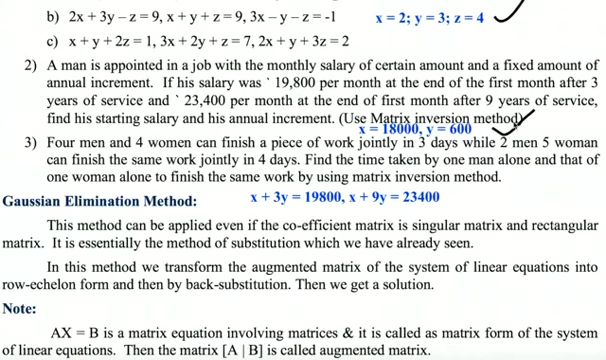 b) 2x + 3y – z = 9, x + y + z = 9, 3x – y – z = -1 x = 2; y = 3; z = 4
c) x + y + 2z = 1, 3x + 2y + z = 7, 2x + y + 3z = 2
2) A man is appointed in a job with the monthly salary of certain amount and a fixed amount of
annual increment. If his salary was ` 19,800 per month at the end of the first month after 3
years of service and ` 23,400 per month at the end of first month after 9 years of service,
find his starting salary and his annual increment. (Use Matrix inversion method)
x = 18000, y = 600
3) Four men and 4 women can finish a piece of work jointly in 3 days while 2 men 5 woman
can finish the same work jointly in 4 days. Find the time taken by one man alone and that of
one woman alone to finish the same work by using matrix inversion method.
Gaussian Elimination Method: x + 3y = 19800, x + 9y = 23400
This method can be applied even if the co-efficient matrix is singular matrix and rectangular
matrix. It is essentially the method of substitution which we have already seen.
In this method we transform the augmented matrix of the system of linear equations into
row-echelon form and then by back-substitution. Then we get a solution.
Note:
AX = B is a matrix equation involving matrices & it is called as matrix form of the system
of linear equations. Then the matrix [A | B] is called augmented matrix.